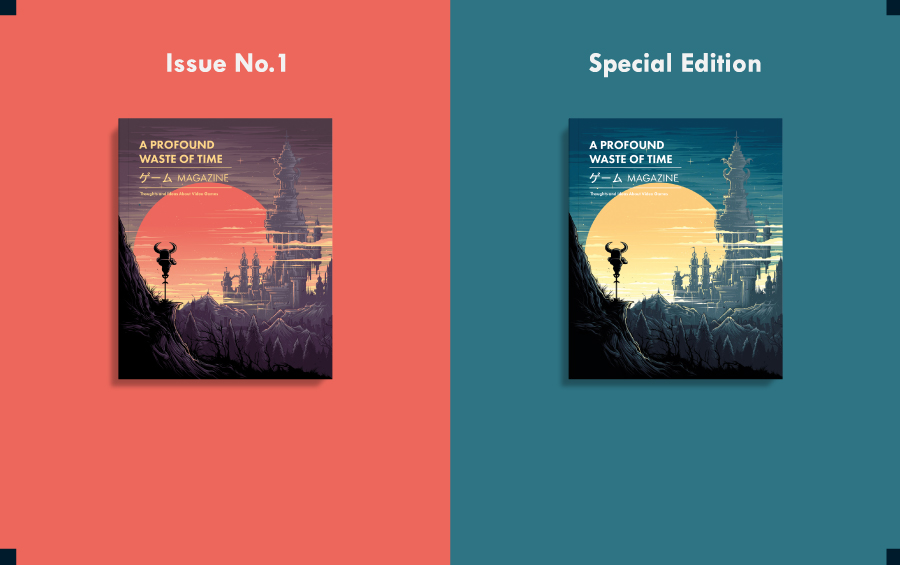 Issue No.1
A PROFOUND
WASTE OF TIME
ゲーム MAGAZINE
Thoughts and Ideas About Video Games
Special Edition
A PROFOUND
WASTE OF TIME
ゲーム MAGAZINE
Thoughts and Ideas About Video Games